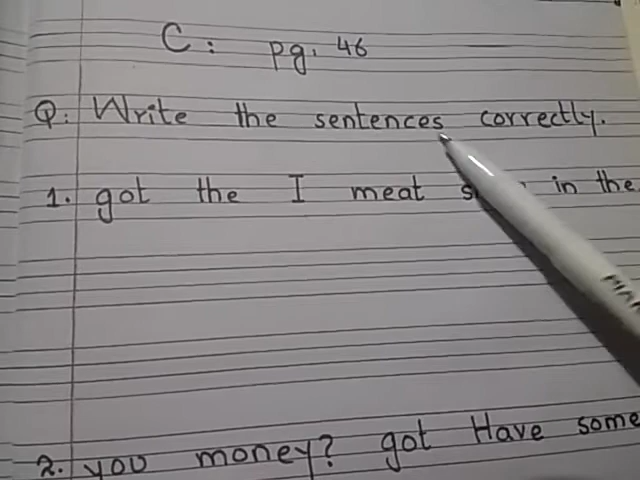 C: pg. 46
Q. Write the sentences correctly.
1. got the I meat in the
2. you money? got Have some